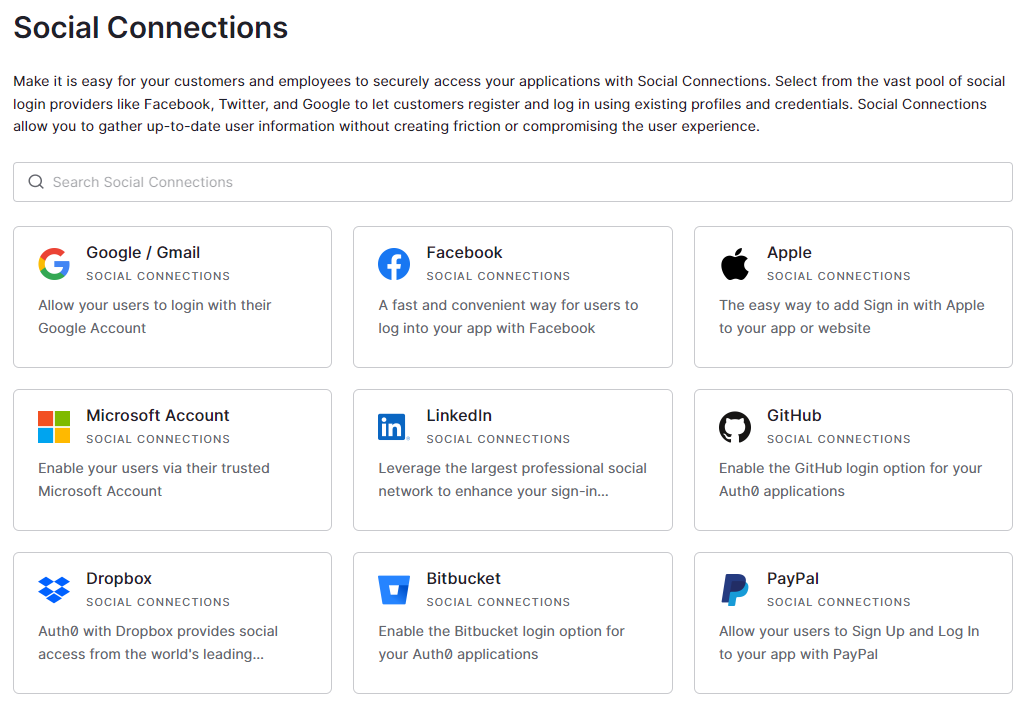 Social Connections
Make it is easy for your customers and employees to securely access your applications with Social Connections. Select from the vast pool of social
login providers like Facebook, Twitter, and Google to let customers register and log in using existing profiles and credentials. Social Connections
allow you to gather up-to-date user information without creating friction or compromising the user experience.
Search Social Connections
Google / Gmail
SOCIAL CONNECTIONS
Allow your users to login with their
Google Account
Facebook
SOCIAL CONNECTIONS
A fast and convenient way for users to
log into your app with Facebook
Apple
SOCIAL CONNECTIONS
The easy way to add Sign in with Apple
to your app or website
Microsoft Account
SOCIAL CONNECTIONS
Enable your users via their trusted
Microsoft Account
LinkedIn
SOCIAL CONNECTIONS
Leverage the largest professional social
network to enhance your sign-in...
GitHub
SOCIAL CONNECTIONS
Enable the GitHub login option for your
Auth0 applications
Dropbox
SOCIAL CONNECTIONS
Auth0 with Dropbox provides social
access from the world's leading...
Bitbucket
SOCIAL CONNECTIONS
Enable the Bitbucket login option for
your Auth0 applications
PayPal
SOCIAL CONNECTIONS
Allow your users to Sign Up and Log In
to your app with PayPal